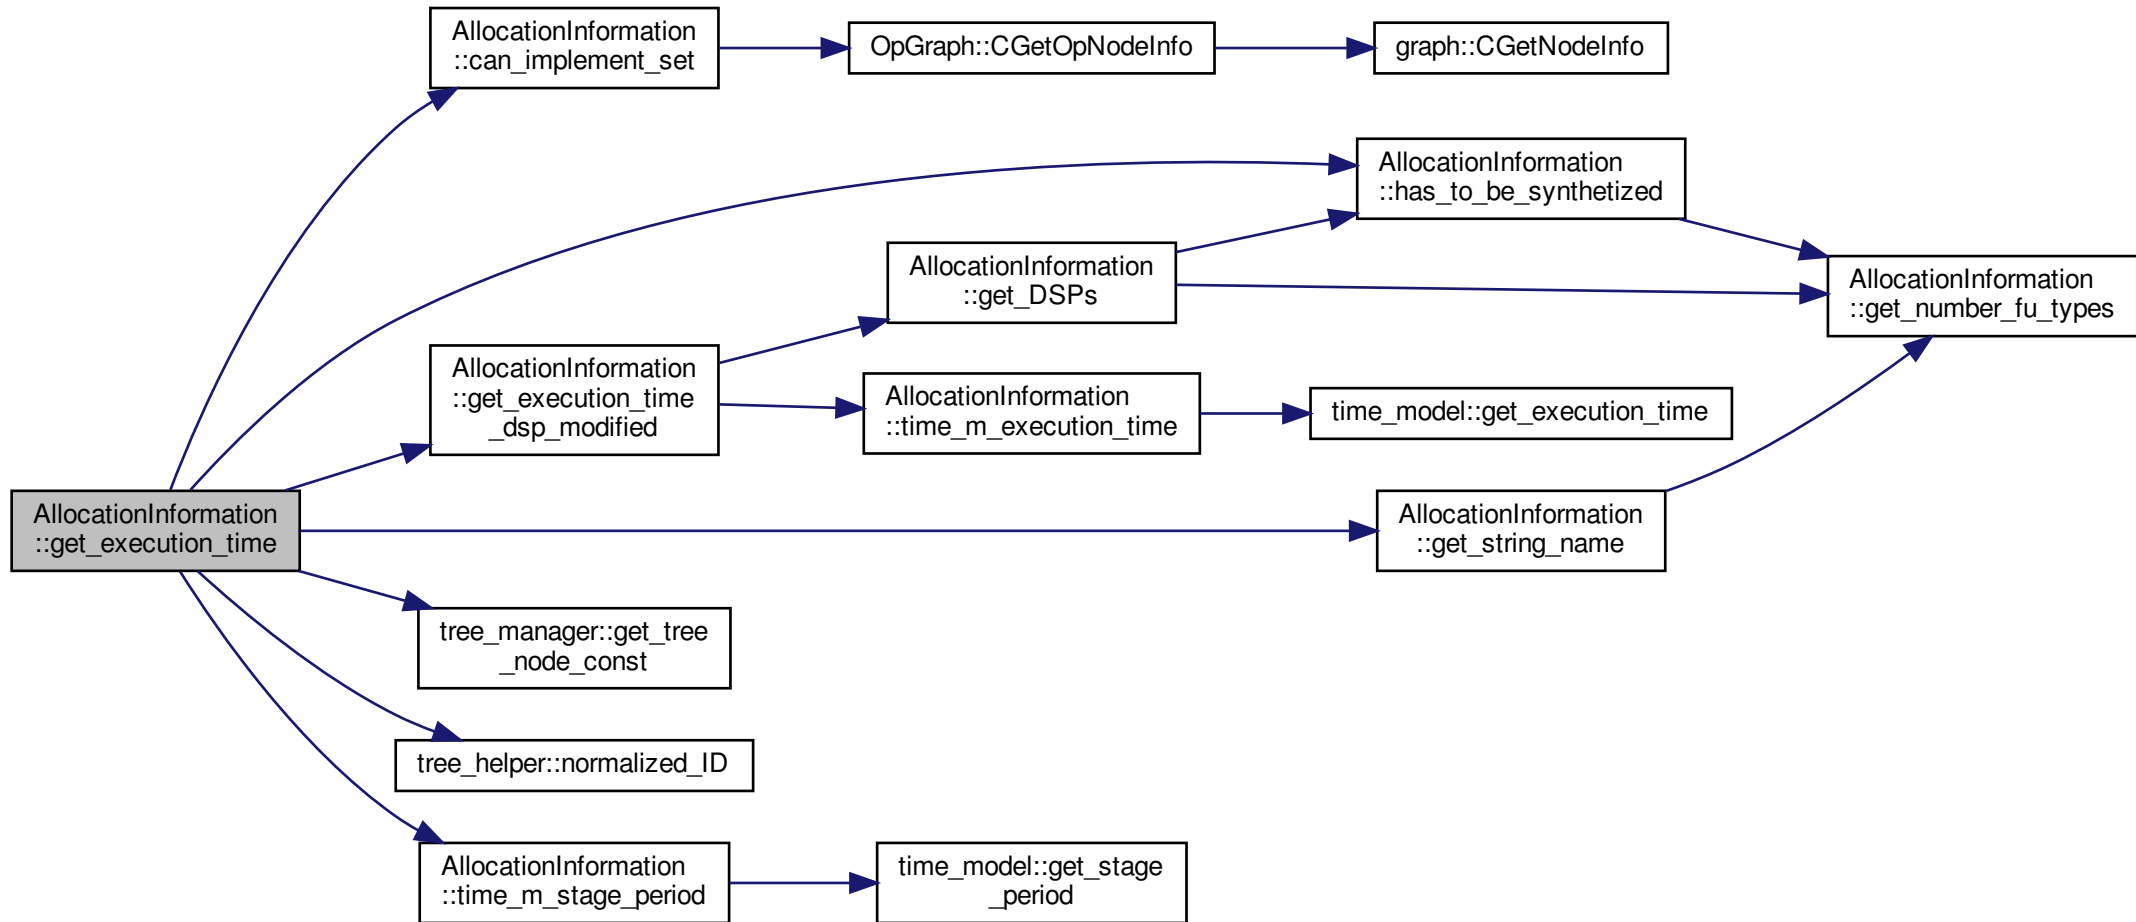 AllocationInformation
::can_implement_set
OpGraph::CGetOpNodeInfo
graph::CGetNodeInfo
AllocationInformation
::has_to_be_synthetized
AllocationInformation
::get_DSPs
AllocationInformation
::get_number_fu_types
AllocationInformation
::get_execution_time
_dsp_modified
AllocationInformation
::time_m_execution_time
time_model::get_execution_time
AllocationInformation
::get_execution_time
AllocationInformation
::get_string_name
tree_manager::get_tree
_node_const
tree_helper::normalized_ID
AllocationInformation
::time_m_stage_period
time_model::get_stage
_period